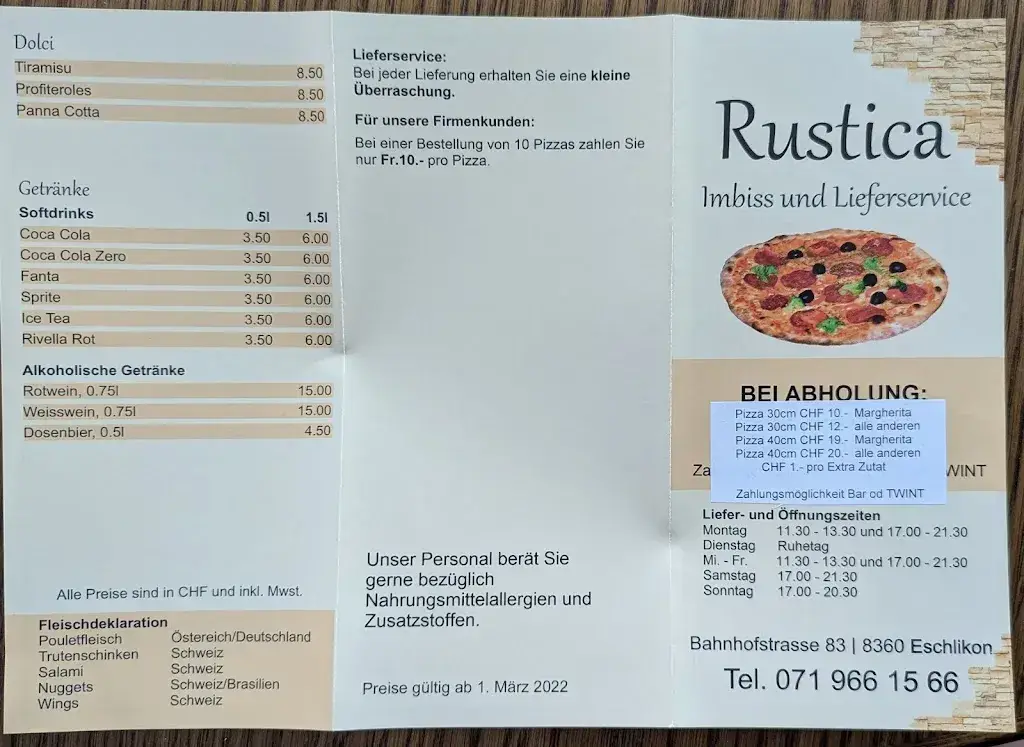 Dolci
Tiramisu 8.50
Profiteroles 8.50
Panna Cotta 8.50
Getränke
Softdrinks 0.5l 1.5l
Coca Cola 3.50 6.00
Coca Cola Zero 3.50 6.00
Fanta 3.50 6.00
Sprite 3.50 6.00
Ice Tea 3.50 6.00
Rivella Rot 3.50 6.00
Alkoholische Getränke
Rotwein, 0.75l 15.00
Weisswein, 0.75l 15.00
Dosenbier, 0.5l 4.50
Alle Preise sind in CHF und inkl. Mwst.
Fleischdeklaration
Pouletfleisch Östereich/Deutschland
Trutenschinken Schweiz
Salami Schweiz
Nuggets Schweiz/Brasilien
Wings Schweiz
Lieferservice:
Bei jeder Lieferung erhalten Sie eine kleine
Überraschung.
Für unsere Firmenkunden:
Bei einer Bestellung von 10 Pizzas zahlen Sie
nur Fr.10.- pro Pizza.
Unser Personal berät Sie
gerne bezüglich
Nahrungsmittelallergien und
Zusatzstoffen.
Preise gültig ab 1. März 2022
Rustica
Imbiss und Lieferservice
BEI ABHOLUNG:
Pizza 30cm CHF 10.- Margherita
Pizza 30cm CHF 12.- alle anderen
Pizza 40cm CHF 19.- Margherita
Pizza 40cm CHF 20.- alle anderen
CHF 1.- pro Extra Zutat
Za WINT
Zahlungsmöglichkeit Bar od TWINT
Liefer- und Öffnungszeiten
Montag 11.30 - 13.30 und 17.00 - 21.30
Dienstag Ruhetag
Mi. - Fr. 11.30 - 13.30 und 17.00 - 21.30
Samstag 17.00 - 21.30
Sonntag 17.00 - 20.30
Bahnhofstrasse 83 | 8360 Eschlikon
Tel. 071 966 15 66